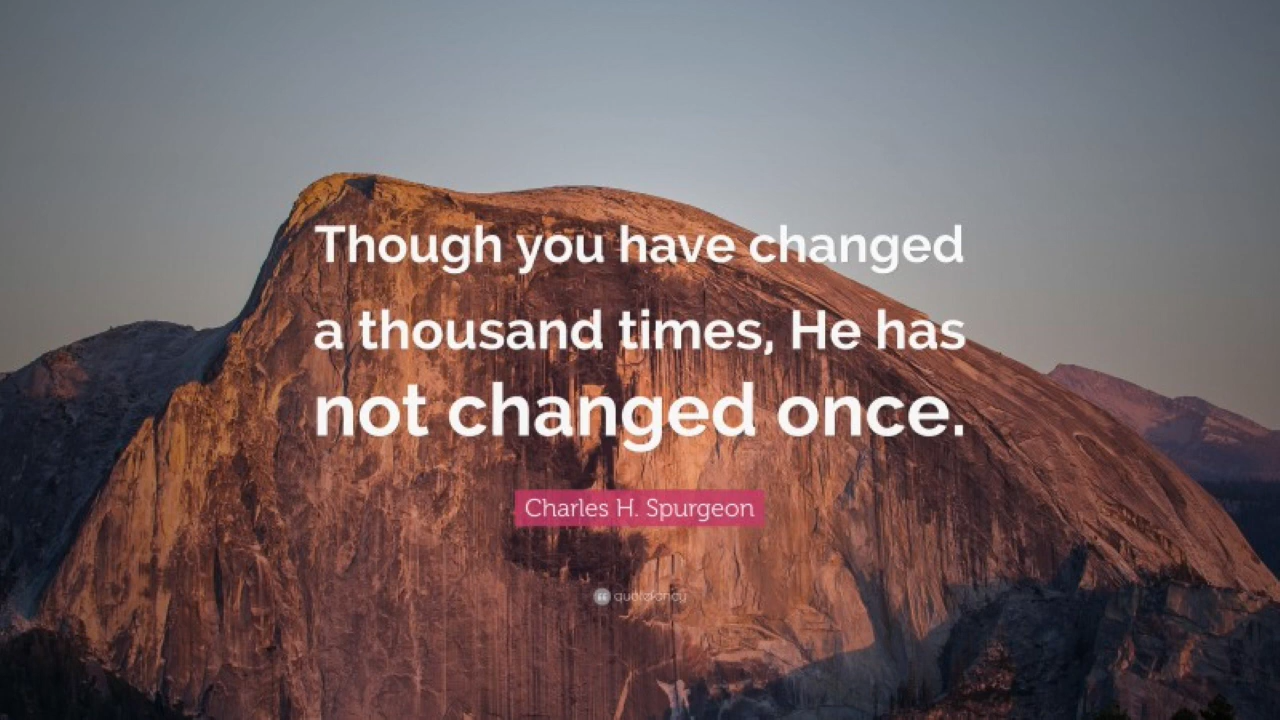 Though you have changed
a thousand times, He has
not changed once.
Charles H. Spurgeon
quotefancy